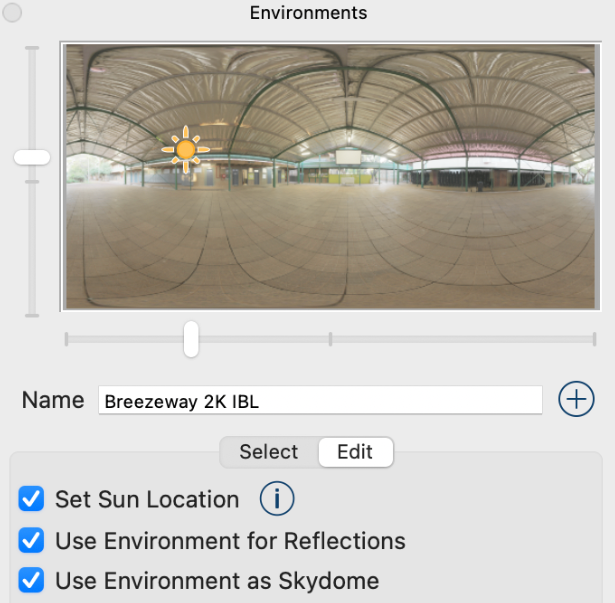 Environments
Name Breezeway 2K IBL
Select Edit
Set Sun Location
Use Environment for Reflections
Use Environment as Skydome